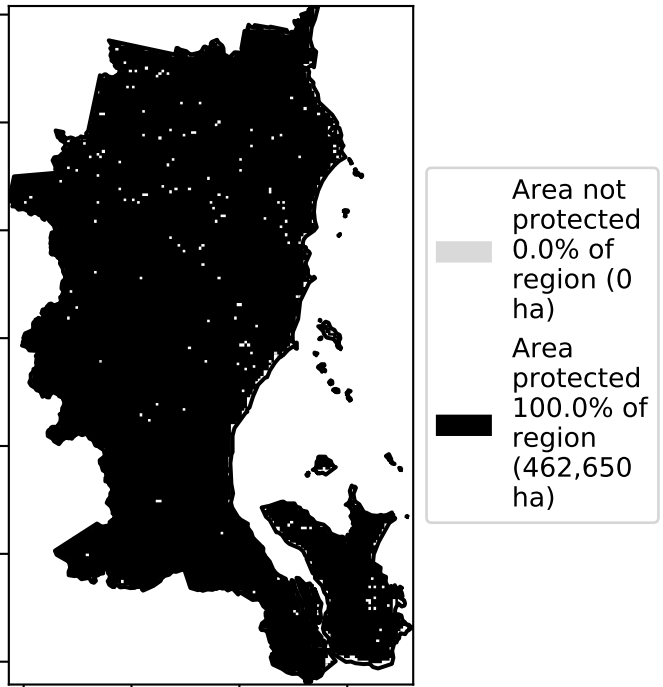 Area not
protected
0.0% of
region (0
ha)
Area
protected
100.0% of
region
(462,650
ha)